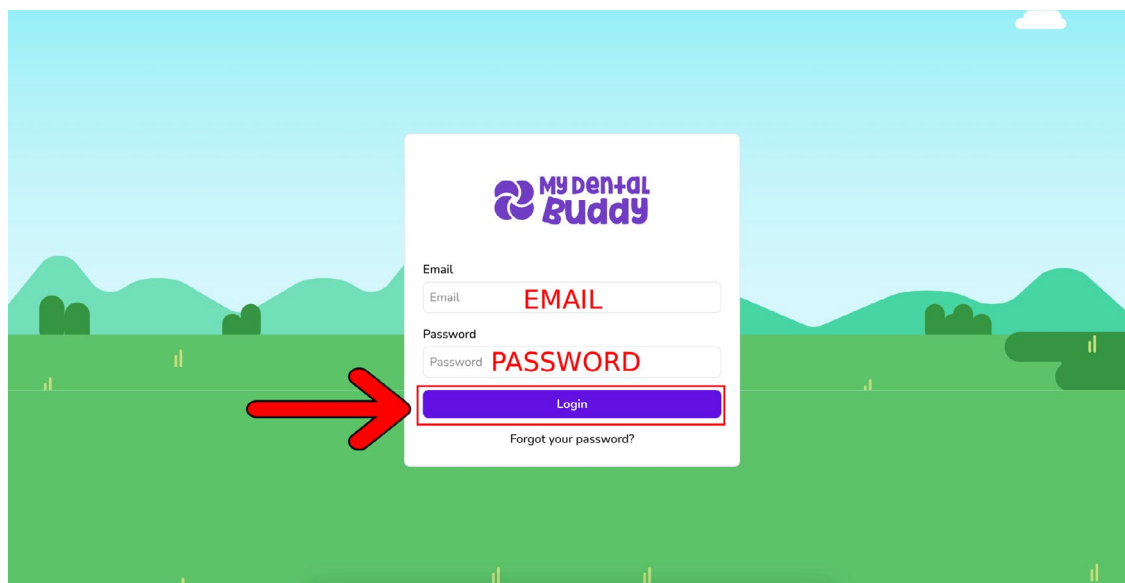 My Dental
Buddy
Email
Email EMAIL
Password
Password PASSWORD
Login
Forgot your password?